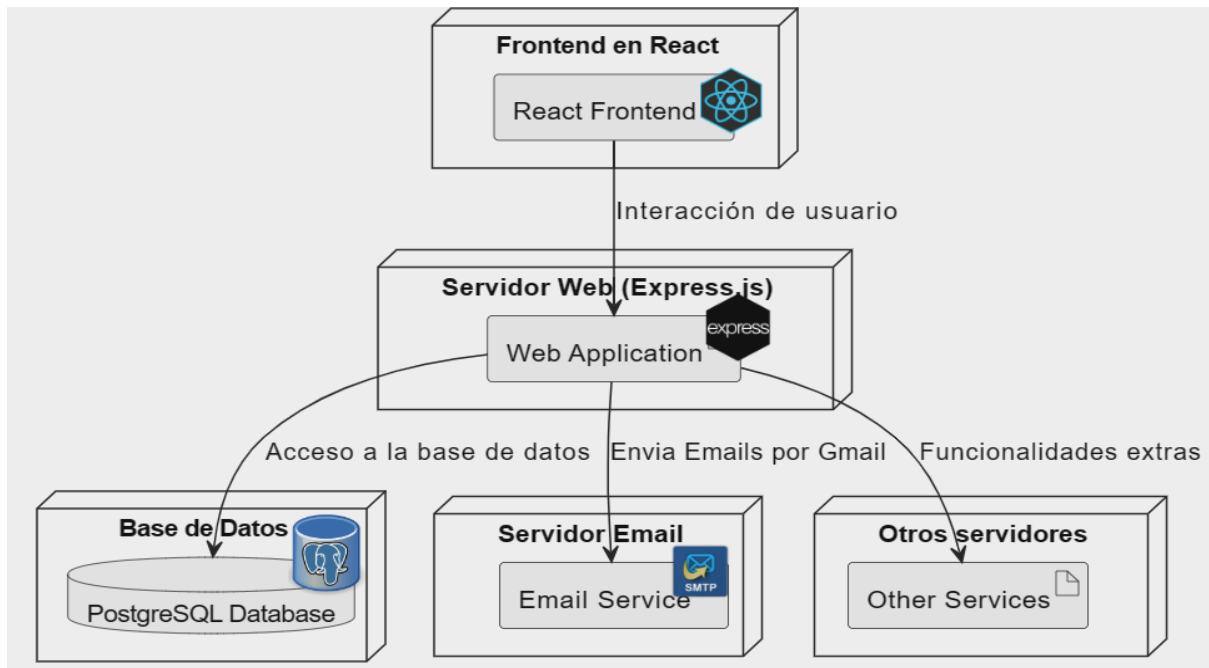 Frontend en React
React Frontend
Interacción de usuario
Servidor Web (Express.js)
express
Web Application
Acceso a la base de datos
Envia Emails por Gmail
Funcionalidades extras
Base de Datos
PostgreSQL Database
Servidor Email
SMTP
Email Service
Otros servidores
Other Services